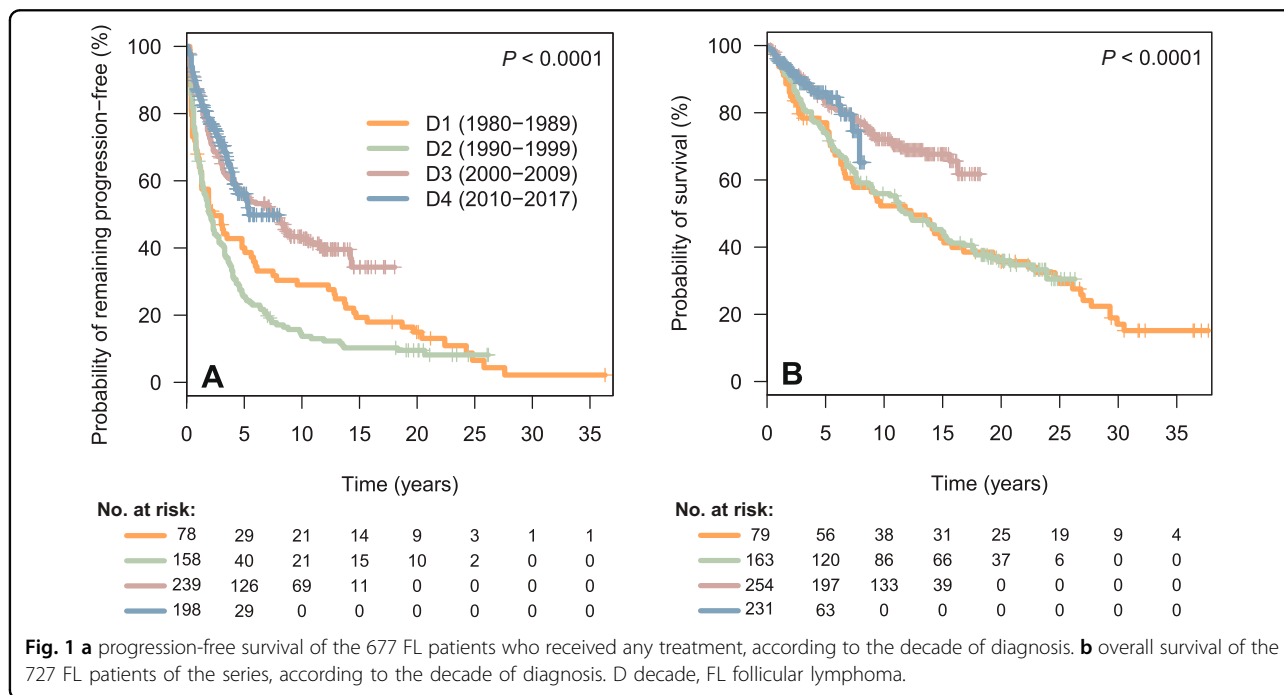 Probability of remaining progression−free (%)
100
80
60
40
20
0
P < 0.0001
D1 (1980−1989)
D2 (1990−1999)
D3 (2000−2009)
D4 (2010−2017)
A
0 5 10 15 20 25 30 35
Time (years)
No. at risk:
78 29 21 14 9 3 1 1
158 40 21 15 10 2 0 0
239 126 69 11 0 0 0 0
198 29 0 0 0 0 0 0
Probability of survival (%)
100
80
60
40
20
0
P < 0.0001
B
0 5 10 15 20 25 30 35
Time (years)
No. at risk:
79 56 38 31 25 19 9 4
163 120 86 66 37 6 0 0
254 197 133 39 0 0 0 0
231 63 0 0 0 0 0 0
Fig. 1 a progression-free survival of the 677 FL patients who received any treatment, according to the decade of diagnosis. b overall survival of the
727 FL patients of the series, according to the decade of diagnosis. D decade, FL follicular lymphoma.